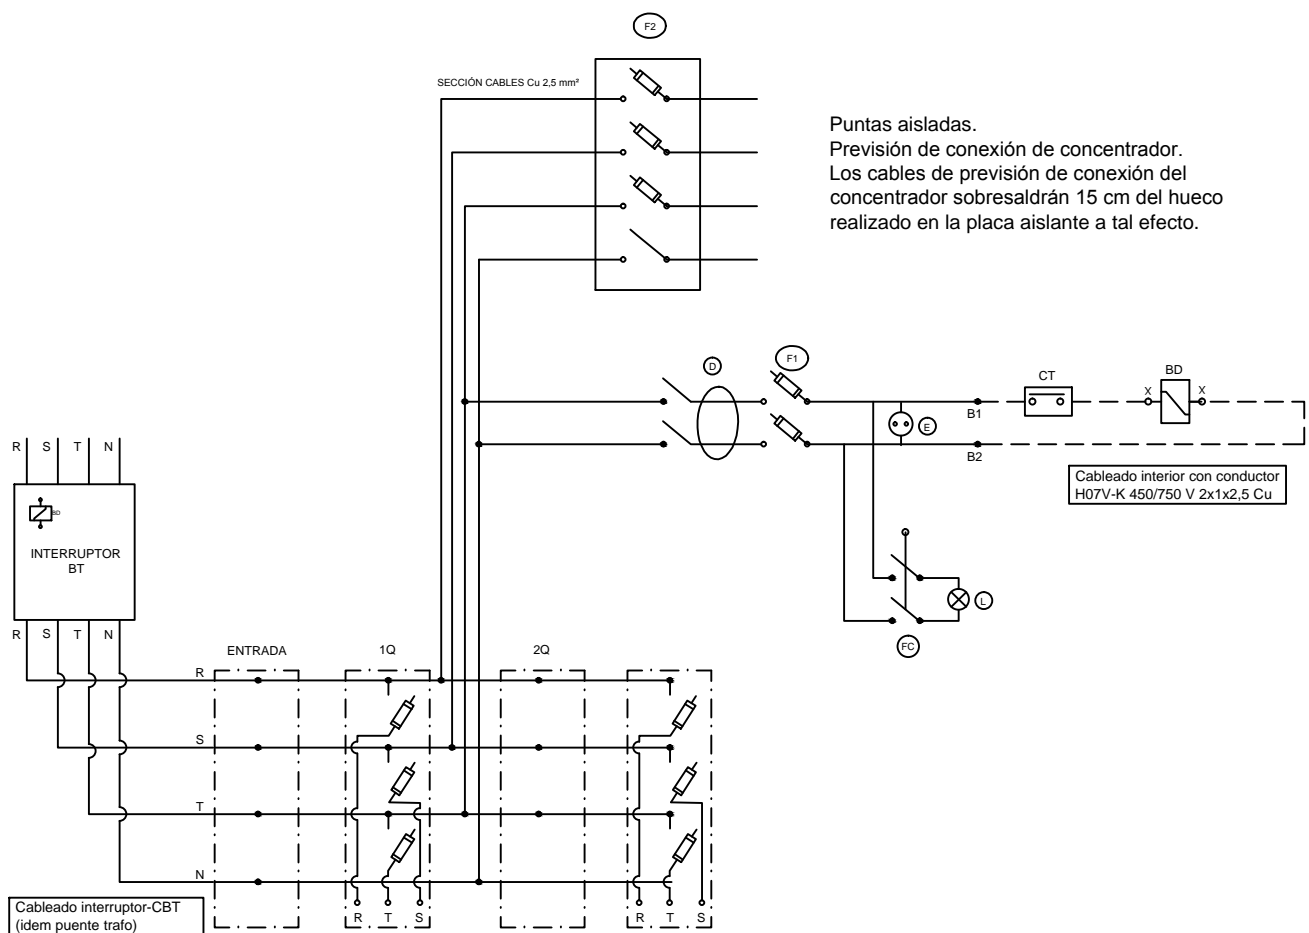 F2
SECCIÓN CABLES Cu 2,5 mm²
Puntas aisladas.
Previsión de conexión de concentrador.
Los cables de previsión de conexión del
concentrador sobresaldrán 15 cm del hueco
realizado en la placa aislante a tal efecto.
D
F1
CT
BD
X
X
B1
E
B2
Cableado interior con conductor
H07V-K 450/750 V 2x1x2,5 Cu
R S T N
BD
INTERRUPTOR
BT
L
FC
R S T N
ENTRADA
1Q
2Q
R
S
T
N
R T S
R T S
Cableado interruptor-CBT
(idem puente trafo)